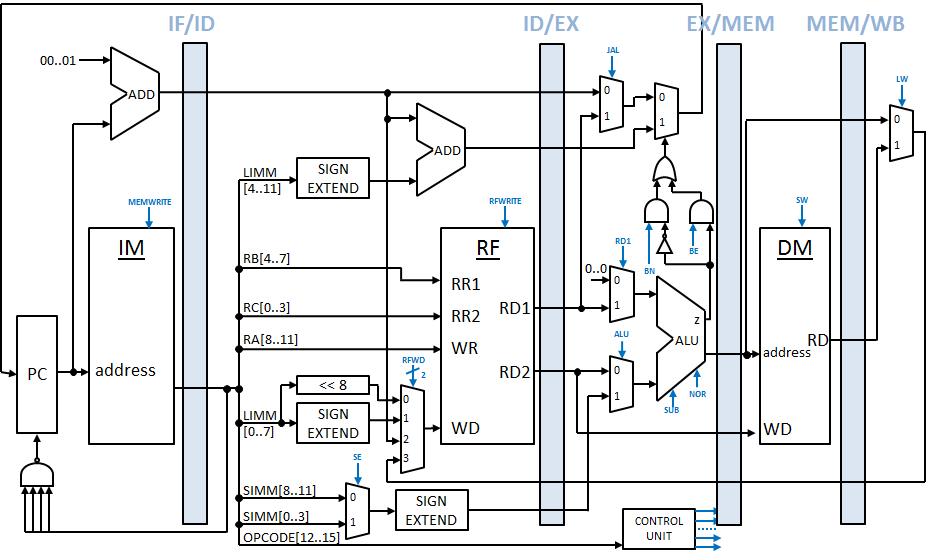 IF/ID
ID/EX
EX/MEM
MEM/WB
JAL
LW
00..01
ADD
0
1
0
1
0
1
ADD
LIMM
[4..11]
SIGN
EXTEND
MEMWRITE
RFWRITE
SW
IM
RF
DM
RD1
BN
BE
RB[4..7]
RR1
0..0
0
1
RC[0..3]
RR2
RD1
Z
ALU
RA[8..11]
WR
ALU
RD
PC
address
address
RFWD
2
RD2
0
1
NOR
SUB
<< 8
LIMM
[0..7]
SIGN
EXTEND
0
1
2
3
WD
WD
SE
SIMM[8..11]
0
SIMM[0..3]
1
SIGN
EXTEND
OPCODE[12..15]
CONTROL
UNIT